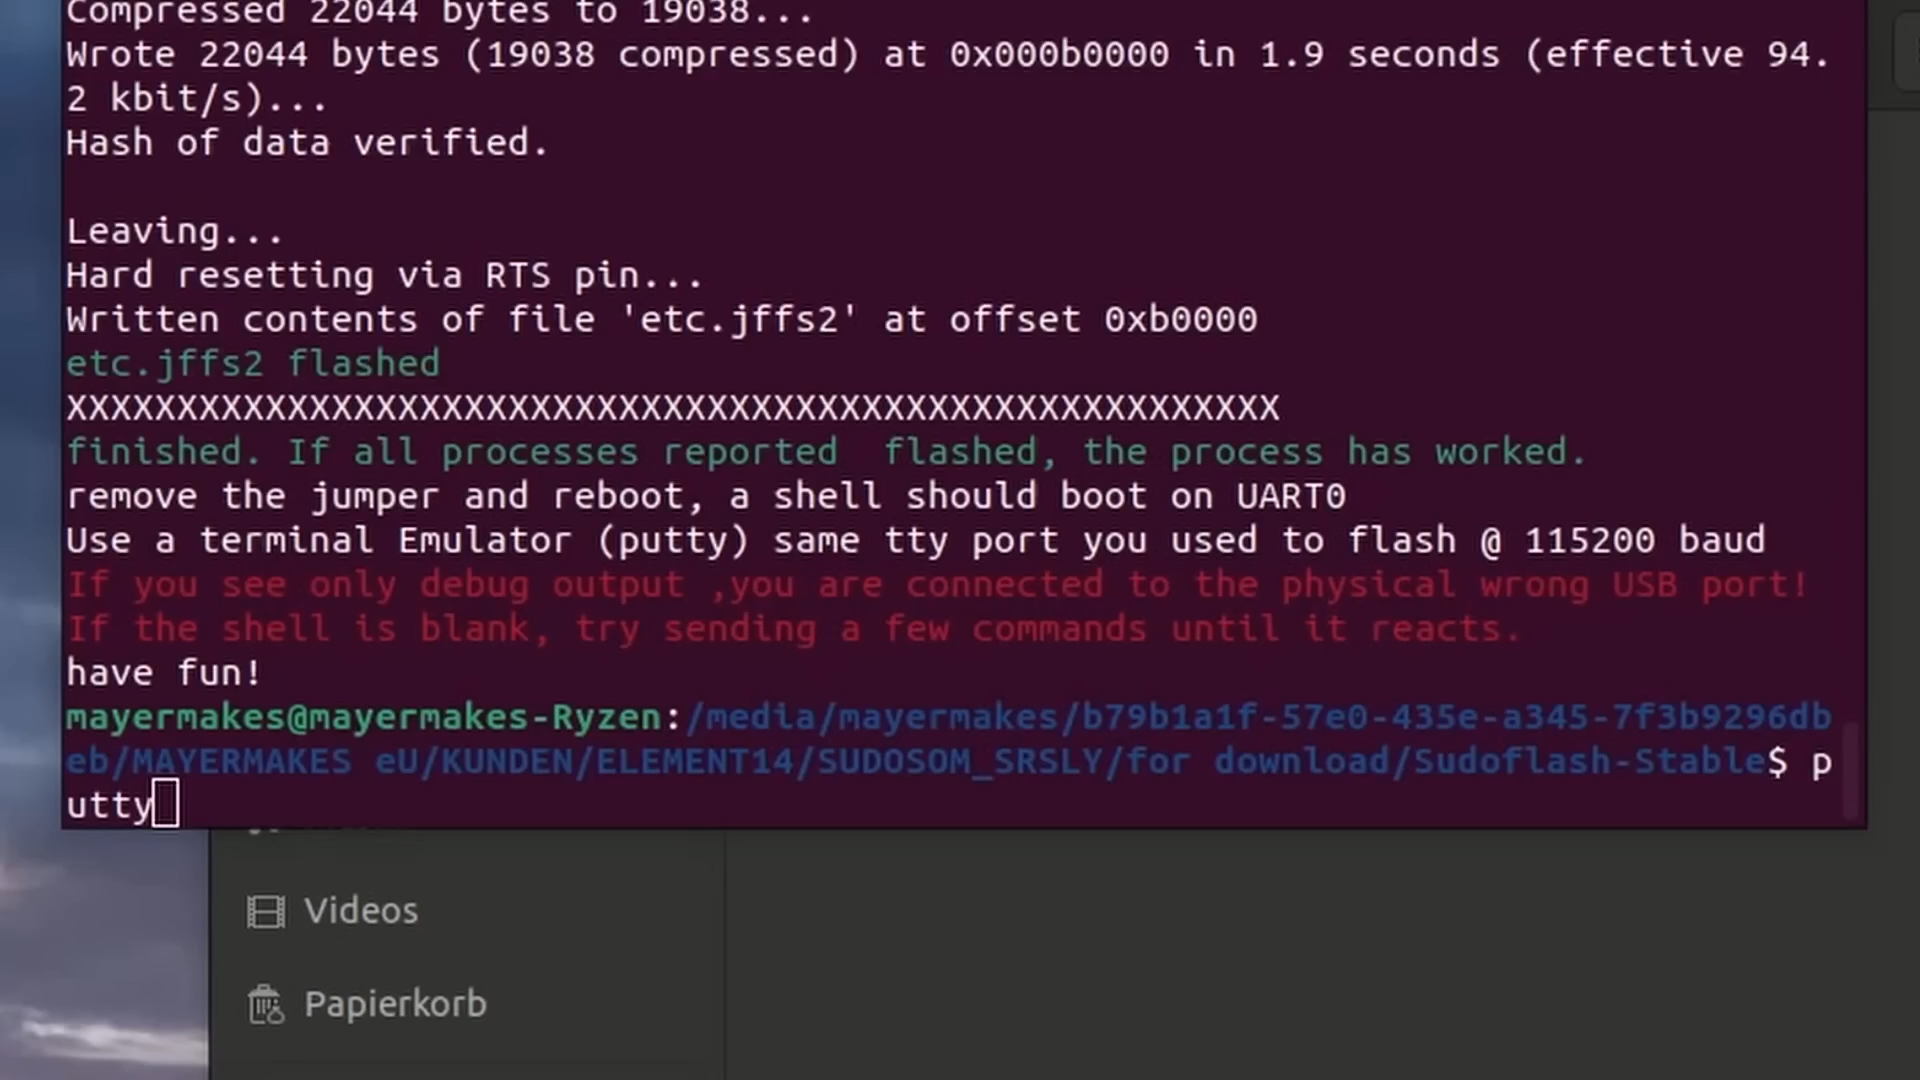 Compressed 22044 bytes to 19038...
Wrote 22044 bytes (19038 compressed) at 0x000b0000 in 1.9 seconds (effective 94.
2 kbit/s)...
Hash of data verified.
Leaving...
Hard resetting via RTS pin...
Written contents of file 'etc.jffs2' at offset 0xb0000
etc.jffs2 flashed
XXXXXXXXXXXXXXXXXXXXXXXXXXXXXXXXXXXXXXXXXXXXXXXXXXXXXXX
finished. If all processes reported  flashed, the process has worked.
remove the jumper and reboot, a shell should boot on UART0
Use a terminal Emulator (putty) same tty port you used to flash @ 115200 baud
If you see only debug output ,you are connected to the physical wrong USB port!
If the shell is blank, try sending a few commands until it reacts.
have fun!
mayermakes@mayermakes-Ryzen:/media/mayermakes/b79b1a1f-57e0-435e-a345-7f3b9296db
eb/MAYERMAKES eU/KUNDEN/ELEMENT14/SUDOSOM_SRSLY/for download/Sudoflash-Stable$ p
utty
Videos
Papierkorb